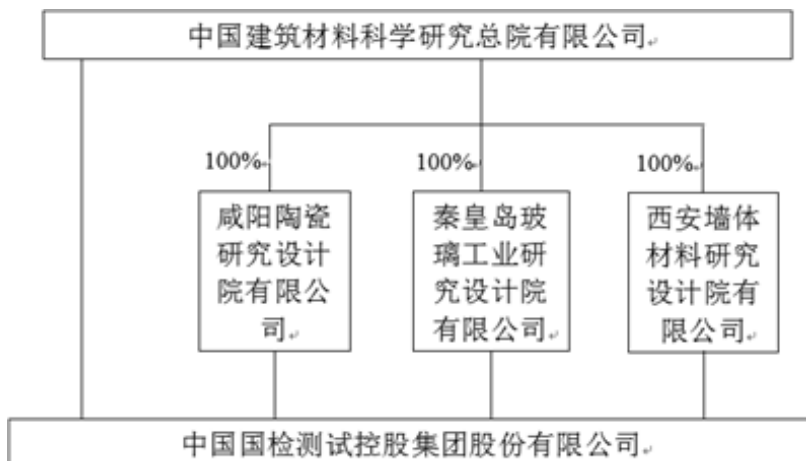 中国建筑材料科学研究总院有限公司
100%
100%
100%
咸阳陶瓷
研究设计
院有限公
司
秦皇岛玻
璃工业研
究设计院
有限公司
西安墙体
材料研究
设计院有
限公司
中国国检测试控股集团股份有限公司